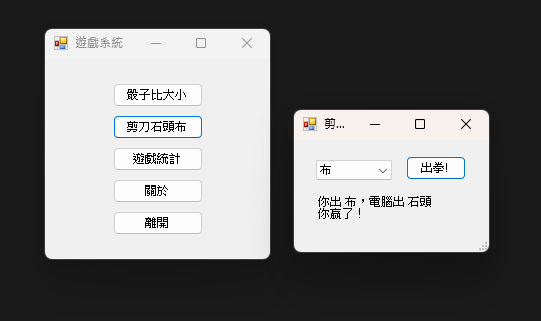 遊戲系統
骰子比大小
剪刀石頭布
遊戲統計
關於
離開
剪...
布
出拳!
你出 布，電腦出 石頭
你贏了！